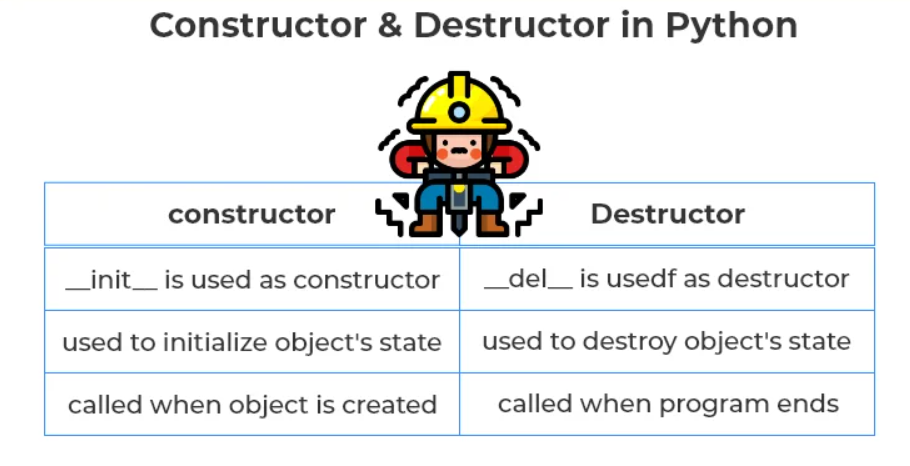 Constructor & Destructor in Python
constructor
Destructor
__init__ is used as constructor
__del__ is usedf as destructor
used to initialize object's state
used to destroy object's state
called when object is created
called when program ends